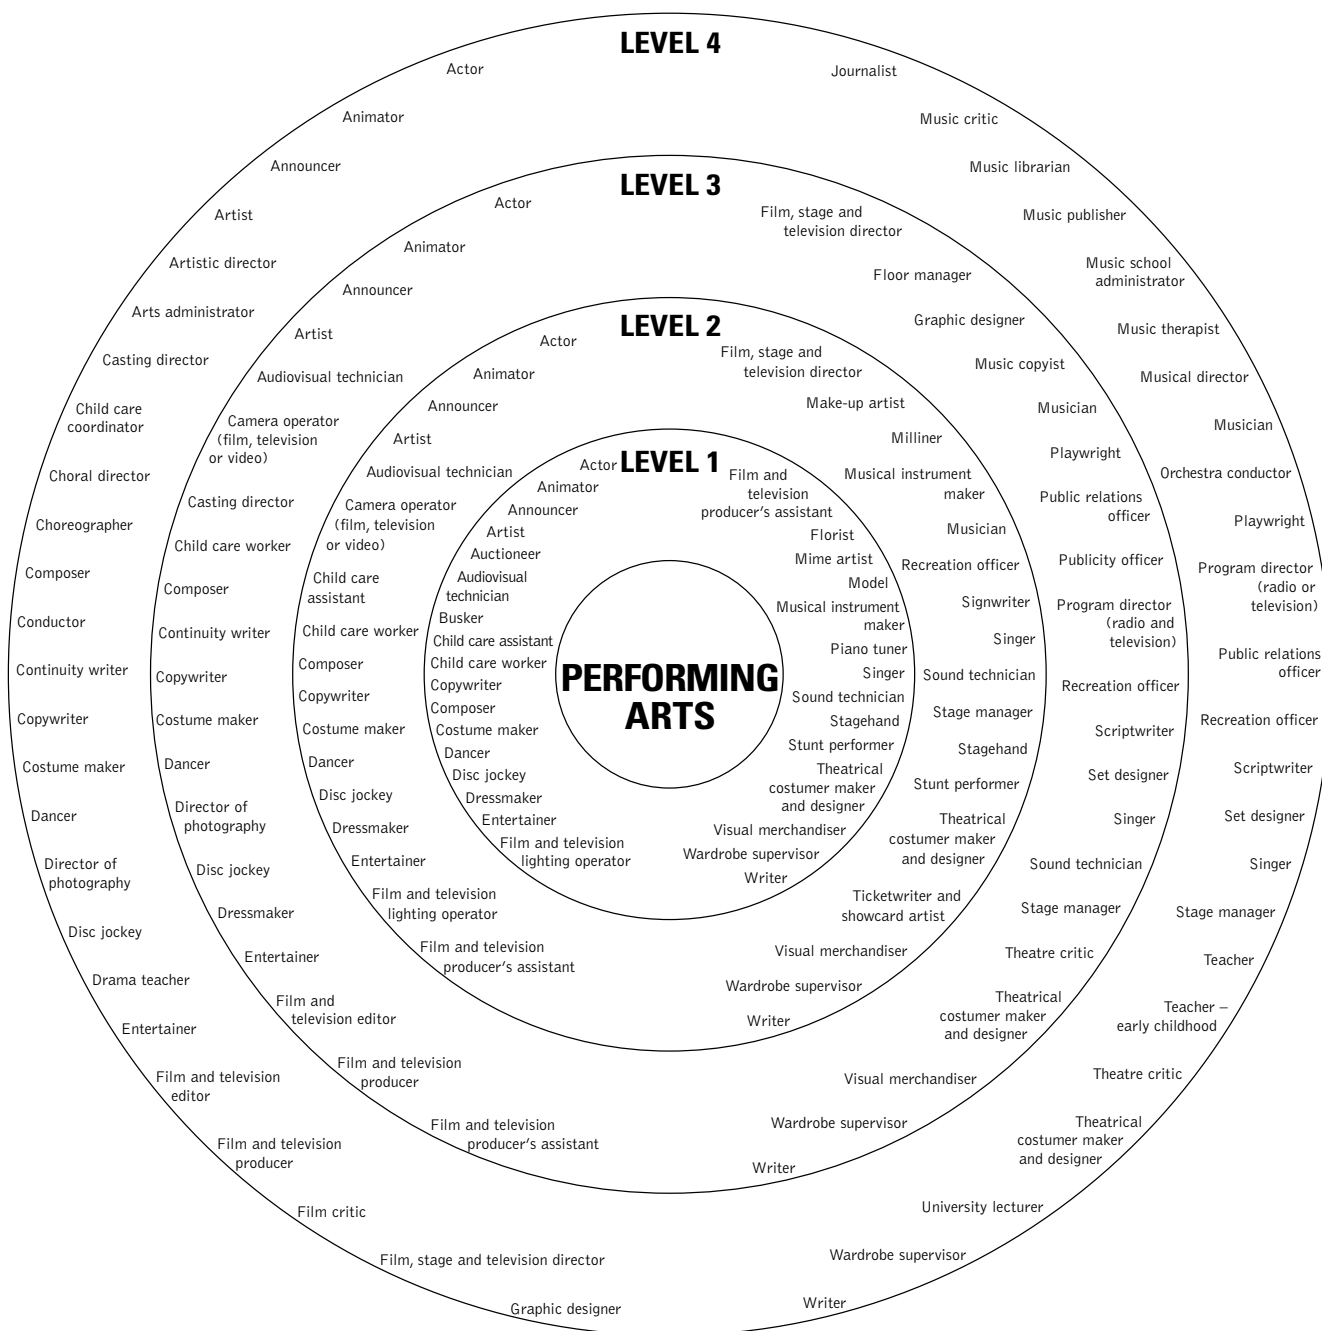 LEVEL 4
Actor
Animator
Announcer
Artist
Artistic director
Arts administrator
Casting director
Child care
coordinator
Choral director
Choreographer
Composer
Conductor
Continuity writer
Copywriter
Costume maker
Dancer
Director of
photography
Disc jockey
Drama teacher
Entertainer
Film and television
editor
Film and television
producer
Film critic
Film, stage and television director
Graphic designer
Journalist
Music critic
Music librarian
Music publisher
Music school
administrator
Music therapist
Musical director
Musician
Orchestra conductor
Playwright
Program director
(radio or
television)
Public relations
officer
Recreation officer
Scriptwriter
Set designer
Singer
Stage manager
Teacher
Teacher –
early childhood
Theatre critic
Theatrical
costumer maker
and designer
University lecturer
Wardrobe supervisor
Writer
LEVEL 3
Actor
Animator
Announcer
Artist
Audiovisual technician
Camera operator
(film, television
or video)
Casting director
Child care worker
Composer
Continuity writer
Copywriter
Costume maker
Dancer
Director of
photography
Disc jockey
Dressmaker
Entertainer
Film and
television editor
Film and television
producer
Film and television
producer's assistant
Film, stage and
television director
Floor manager
Graphic designer
Music copyist
Musician
Playwright
Public relations
officer
Publicity officer
Program director
(radio and
television)
Recreation officer
Scriptwriter
Set designer
Singer
Sound technician
Stage manager
Theatre critic
Theatrical
costumer maker
and designer
Visual merchandiser
Wardrobe supervisor
Writer
LEVEL 2
Actor
Animator
Announcer
Artist
Audiovisual technician
Camera operator
(film, television
or video)
Child care
assistant
Child care worker
Composer
Copywriter
Costume maker
Dancer
Disc jockey
Dressmaker
Entertainer
Film and television
lighting operator
Film and television
producer's assistant
Film, stage and
television director
Make-up artist
Milliner
Musical instrument
maker
Musician
Recreation officer
Signwriter
Singer
Sound technician
Stage manager
Stagehand
Stunt performer
Theatrical
costumer maker
and designer
Ticketwriter and
showcard artist
Visual merchandiser
Wardrobe supervisor
Writer
LEVEL 1
Actor
Animator
Announcer
Artist
Auctioneer
Audiovisual
technician
Busker
Child care assistant
Child care worker
Copywriter
Composer
Costume maker
Dancer
Disc jockey
Dressmaker
Entertainer
Film and television
lighting operator
Film and
television
producer's assistant
Florist
Mime artist
Model
Musical instrument
maker
Piano tuner
Singer
Sound technician
Stagehand
Stunt performer
Theatrical
costumer maker
and designer
Visual merchandiser
Wardrobe supervisor
Writer
PERFORMING
ARTS